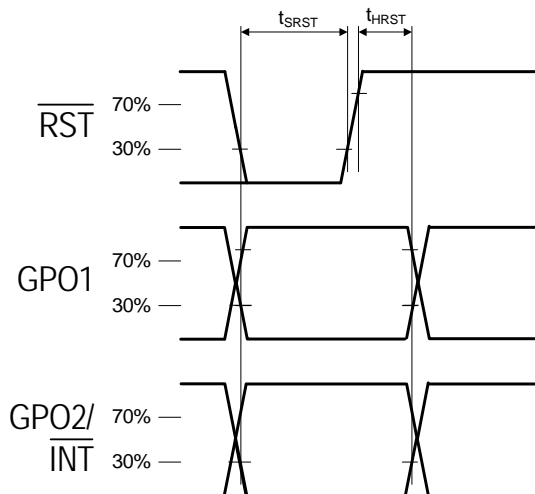 tSRST
tHRST
70%
RST
30%
GPO1
70%
30%
GPO2/
70%
INT
30%